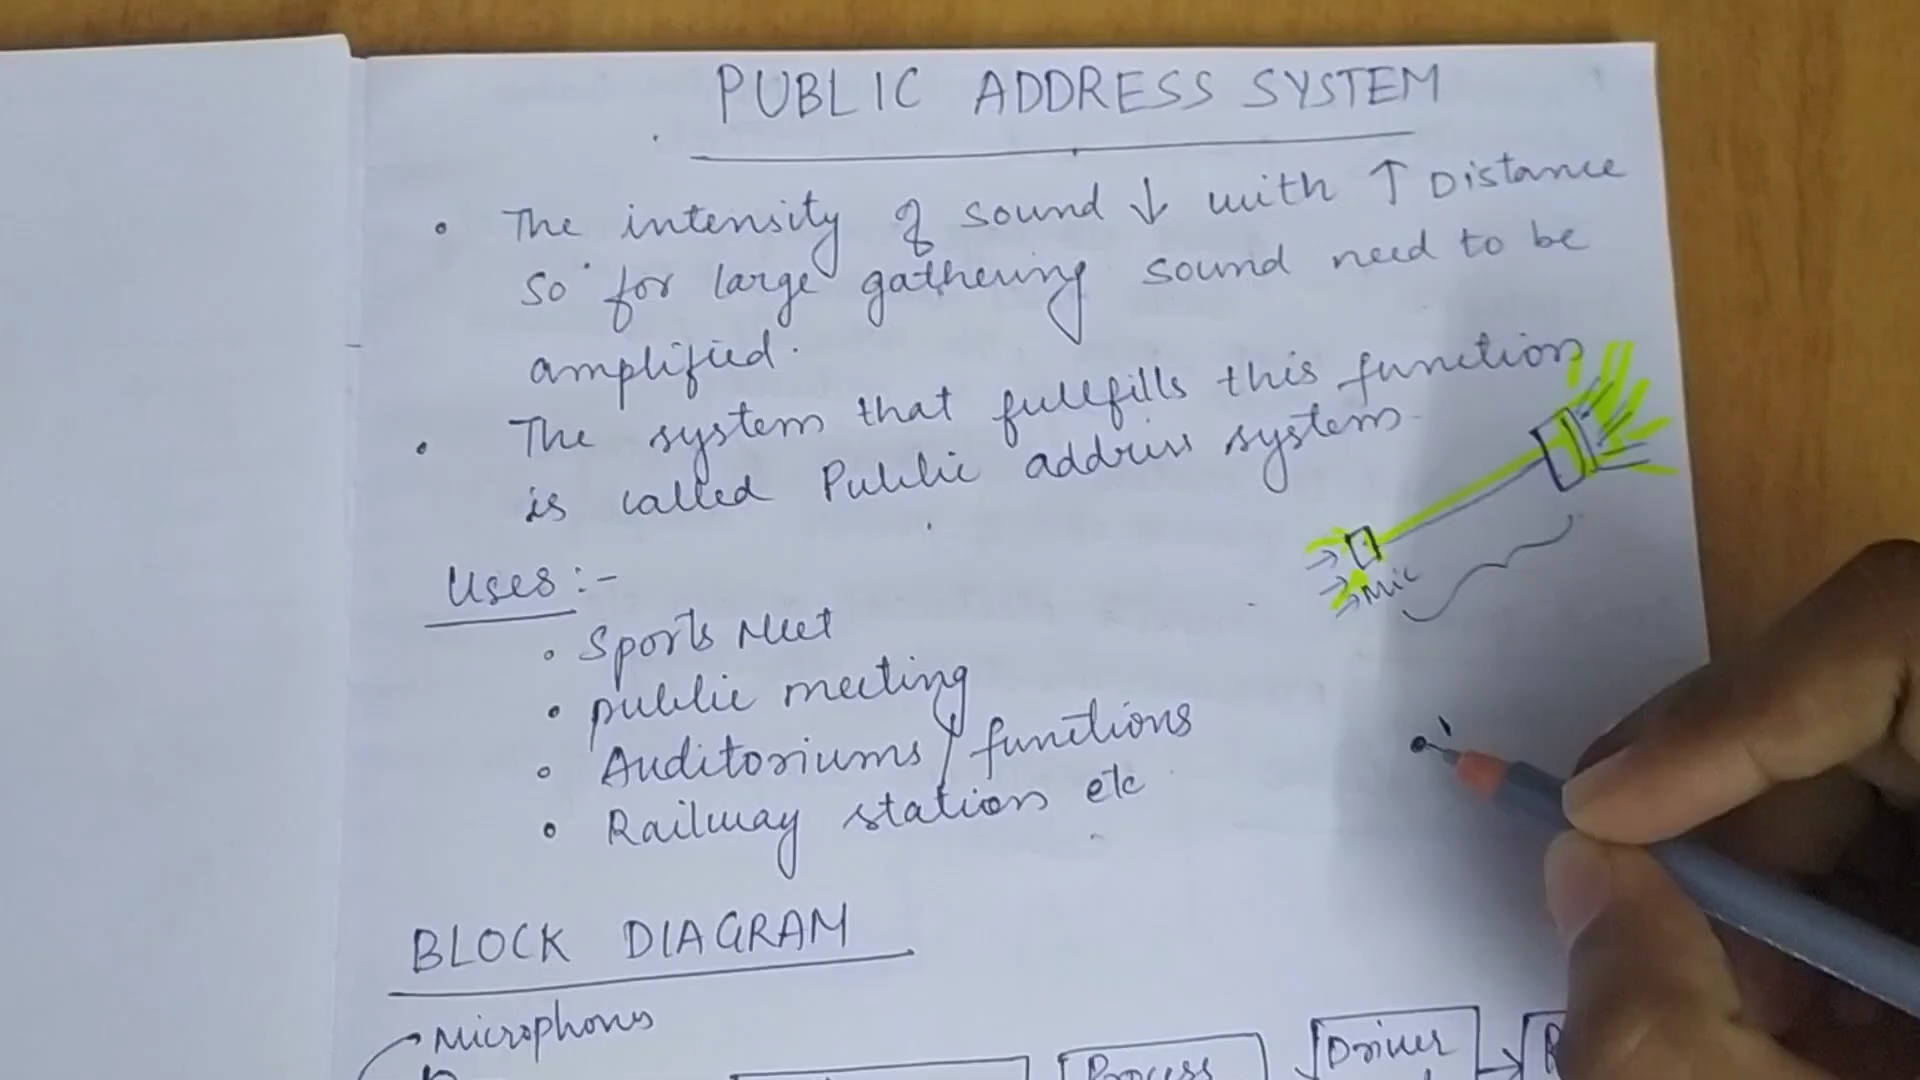 PUBLIC ADDRESS SYSTEM
• The intensity of sound ↓ with ↑ Distance
so for large gathering sound need to be
amplified.
• The system that fullfills this function
is called Public address system
Mic
Uses :-
• Sports Meet
• public meeting
• Auditoriums / functions
• Railway station etc
BLOCK DIAGRAM
Microphone
Process
Driver